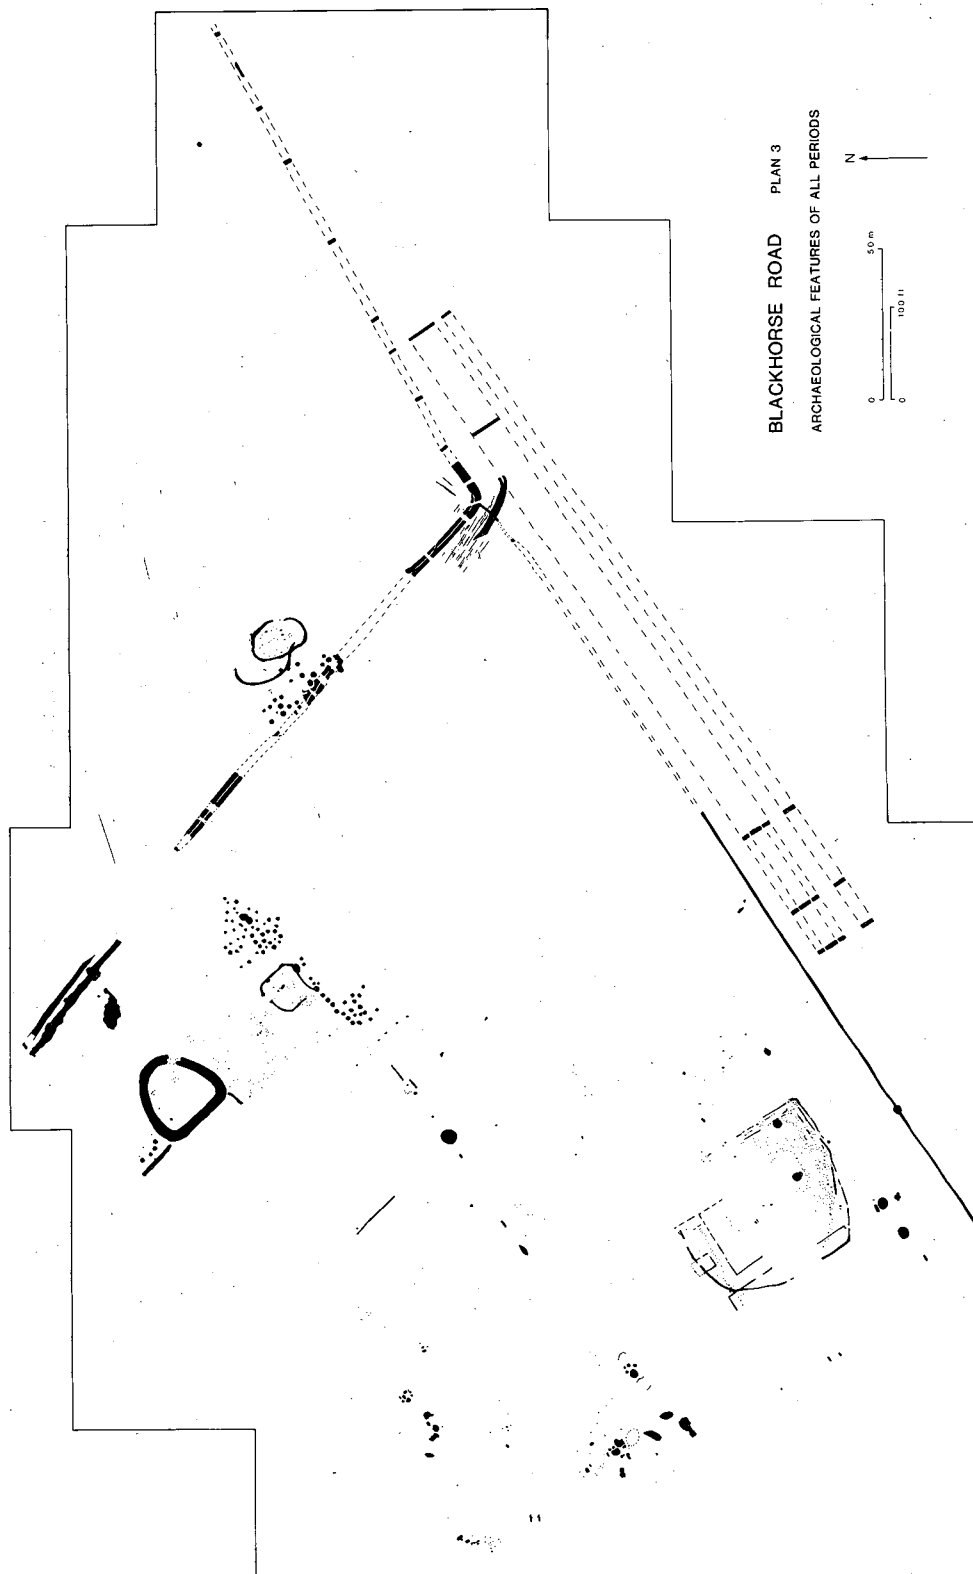 BLACKHORSE ROAD PLAN 3
ARCHAEOLOGICAL FEATURES OF ALL PERIODS
N
0 50 m
0 100 ft